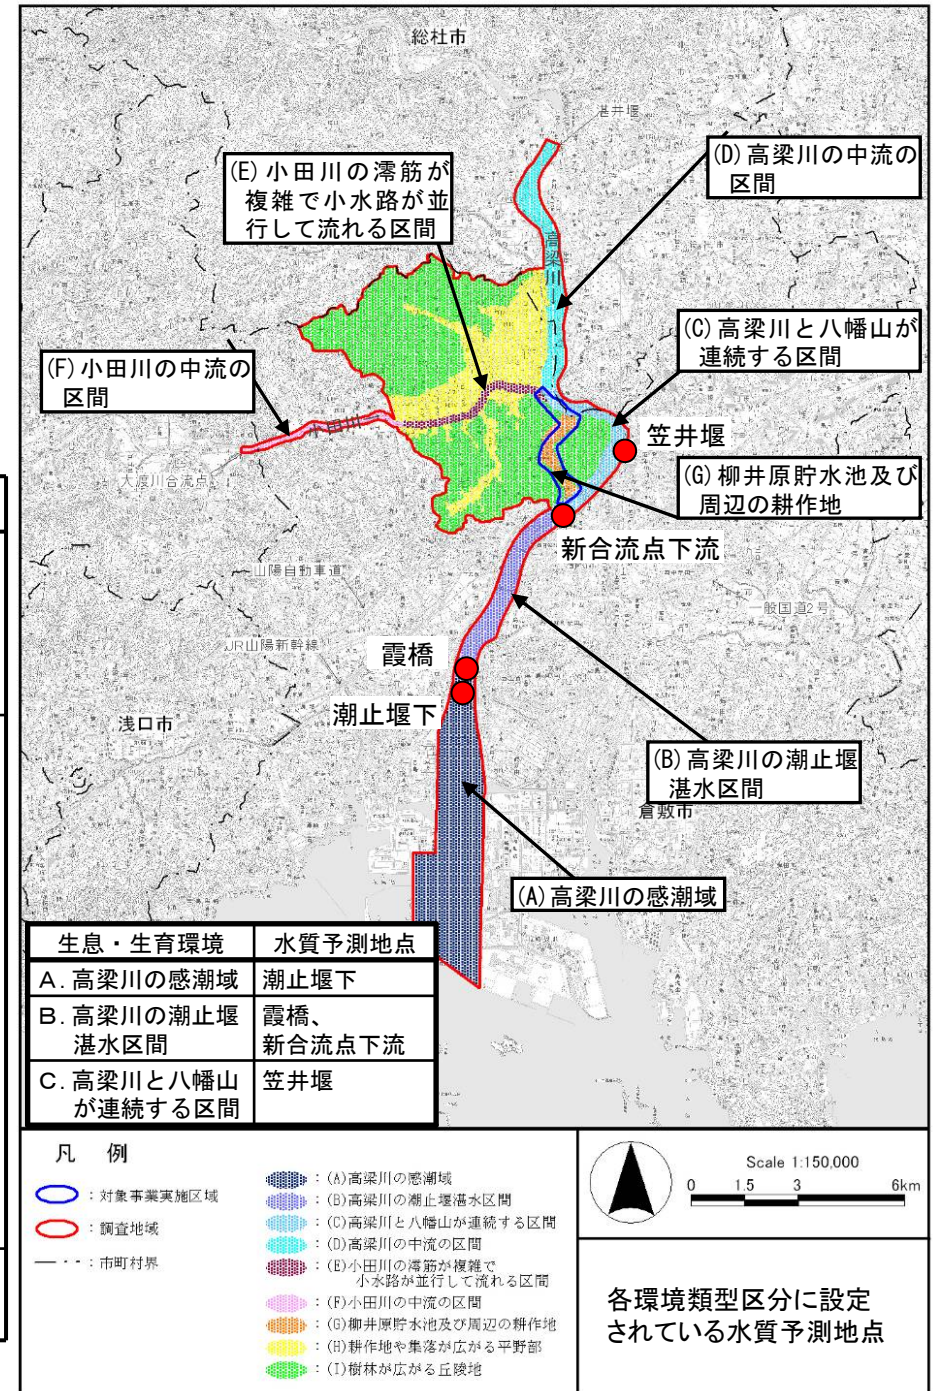 総社市
湛井堰
(D)高梁川の中流の
区間
(E)小田川の澪筋が
複雑で小水路が並
行して流れる区間
高梁川
(C)高梁川と八幡山が
連続する区間
(F)小田川の中流の
区間
小田川
笠井堰
大渡川合流点
(G)柳井原貯水池及び
周辺の耕作地
新合流点下流
山陽自動車道
一般国道2号
JR山陽新幹線
霞橋
潮止堰下
浅口市
(B)高梁川の潮止堰
湛水区間
倉敷市
(A)高梁川の感潮域
生息・生育環境 水質予測地点
A.高梁川の感潮域 潮止堰下
B.高梁川の潮止堰 霞橋、
湛水区間 新合流点下流
C.高梁川と八幡山 笠井堰
が連続する区間
凡 例
:対象事業実施区域
:調査地域
:市町村界
:(A)高梁川の感潮域
:(B)高梁川の潮止堰湛水区間
:(C)高梁川と八幡山が連続する区間
:(D)高梁川の中流の区間
:(E)小田川の澪筋が複雑で
小水路が並行して流れる区間
:(F)小田川の中流の区間
:(G)柳井原貯水池及び周辺の耕作地
:(H)耕作地や集落が広がる平野部
:(I)樹林が広がる丘陵地
Scale 1:150,000
0 1.5 3 6km
各環境類型区分に設定
されている水質予測地点